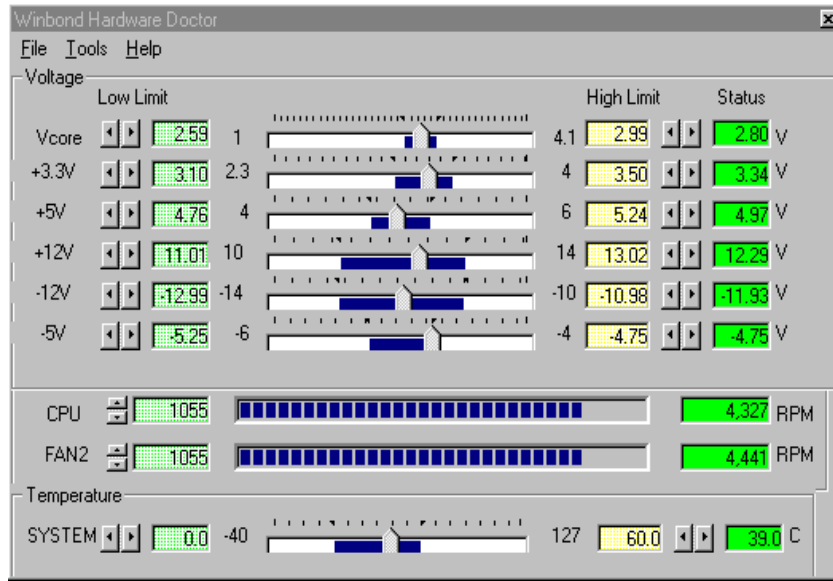 Winbond Hardware Doctor
File Tools Help
Voltage
Low Limit High Limit Status
Vcore 2.59 1 4.1 2.99 2.80 V
+3.3V 3.10 2.3 4 3.50 3.34 V
+5V 4.76 4 6 5.24 4.97 V
+12V 11.01 10 14 13.02 12.29 V
-12V -12.99 -14 -10 -10.98 -11.93 V
-5V -5.25 -6 -4 -4.75 -4.75 V
CPU 1055 4,327 RPM
FAN2 1055 4,441 RPM
Temperature
SYSTEM 0.0 -40 127 60.0 39.0 C